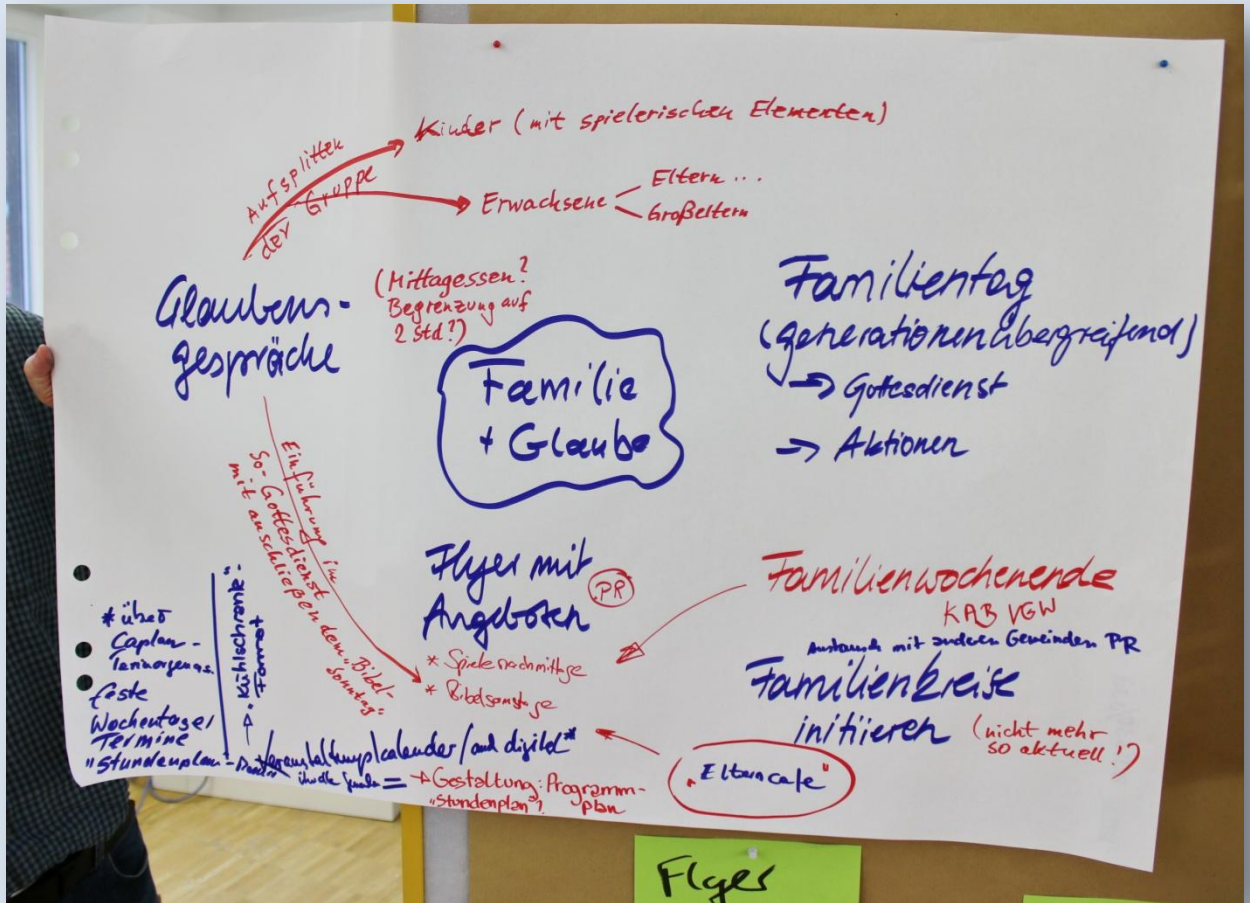 Kinder (mit spielerischen Elementen)
Aufsplitten
der Gruppe
Erwachsene
Eltern ...
Großeltern
Glaubens-
gespräche
(Mittagessen?
Begrenzung auf
2 Std?)
Familie
+ Glaube
Familientag
(generationenübergreifend)
→ Gottesdienst
→ Aktionen
Einführung im
So-Gottesdienst
mit anschließendem "Bibel-
sonntag"
Flyer mit
Angeboten
PR
* Spielenachmittage
* Bibelsamstage
Familienwochenende
KAB VGW
Austausch mit anderen Gemeinden PR
Familienkreise
initiieren
(nicht mehr
so aktuell!?)
"Elterncafe"
* über
Caplan-
feste
Wochentage/
Termine
"Stundenplan"-
"Kühlschrank"-
Format
Veranstaltungskalender/auch digital*
→ Gestaltung: Programm-
plan
"Stundenplan"?
Flyer